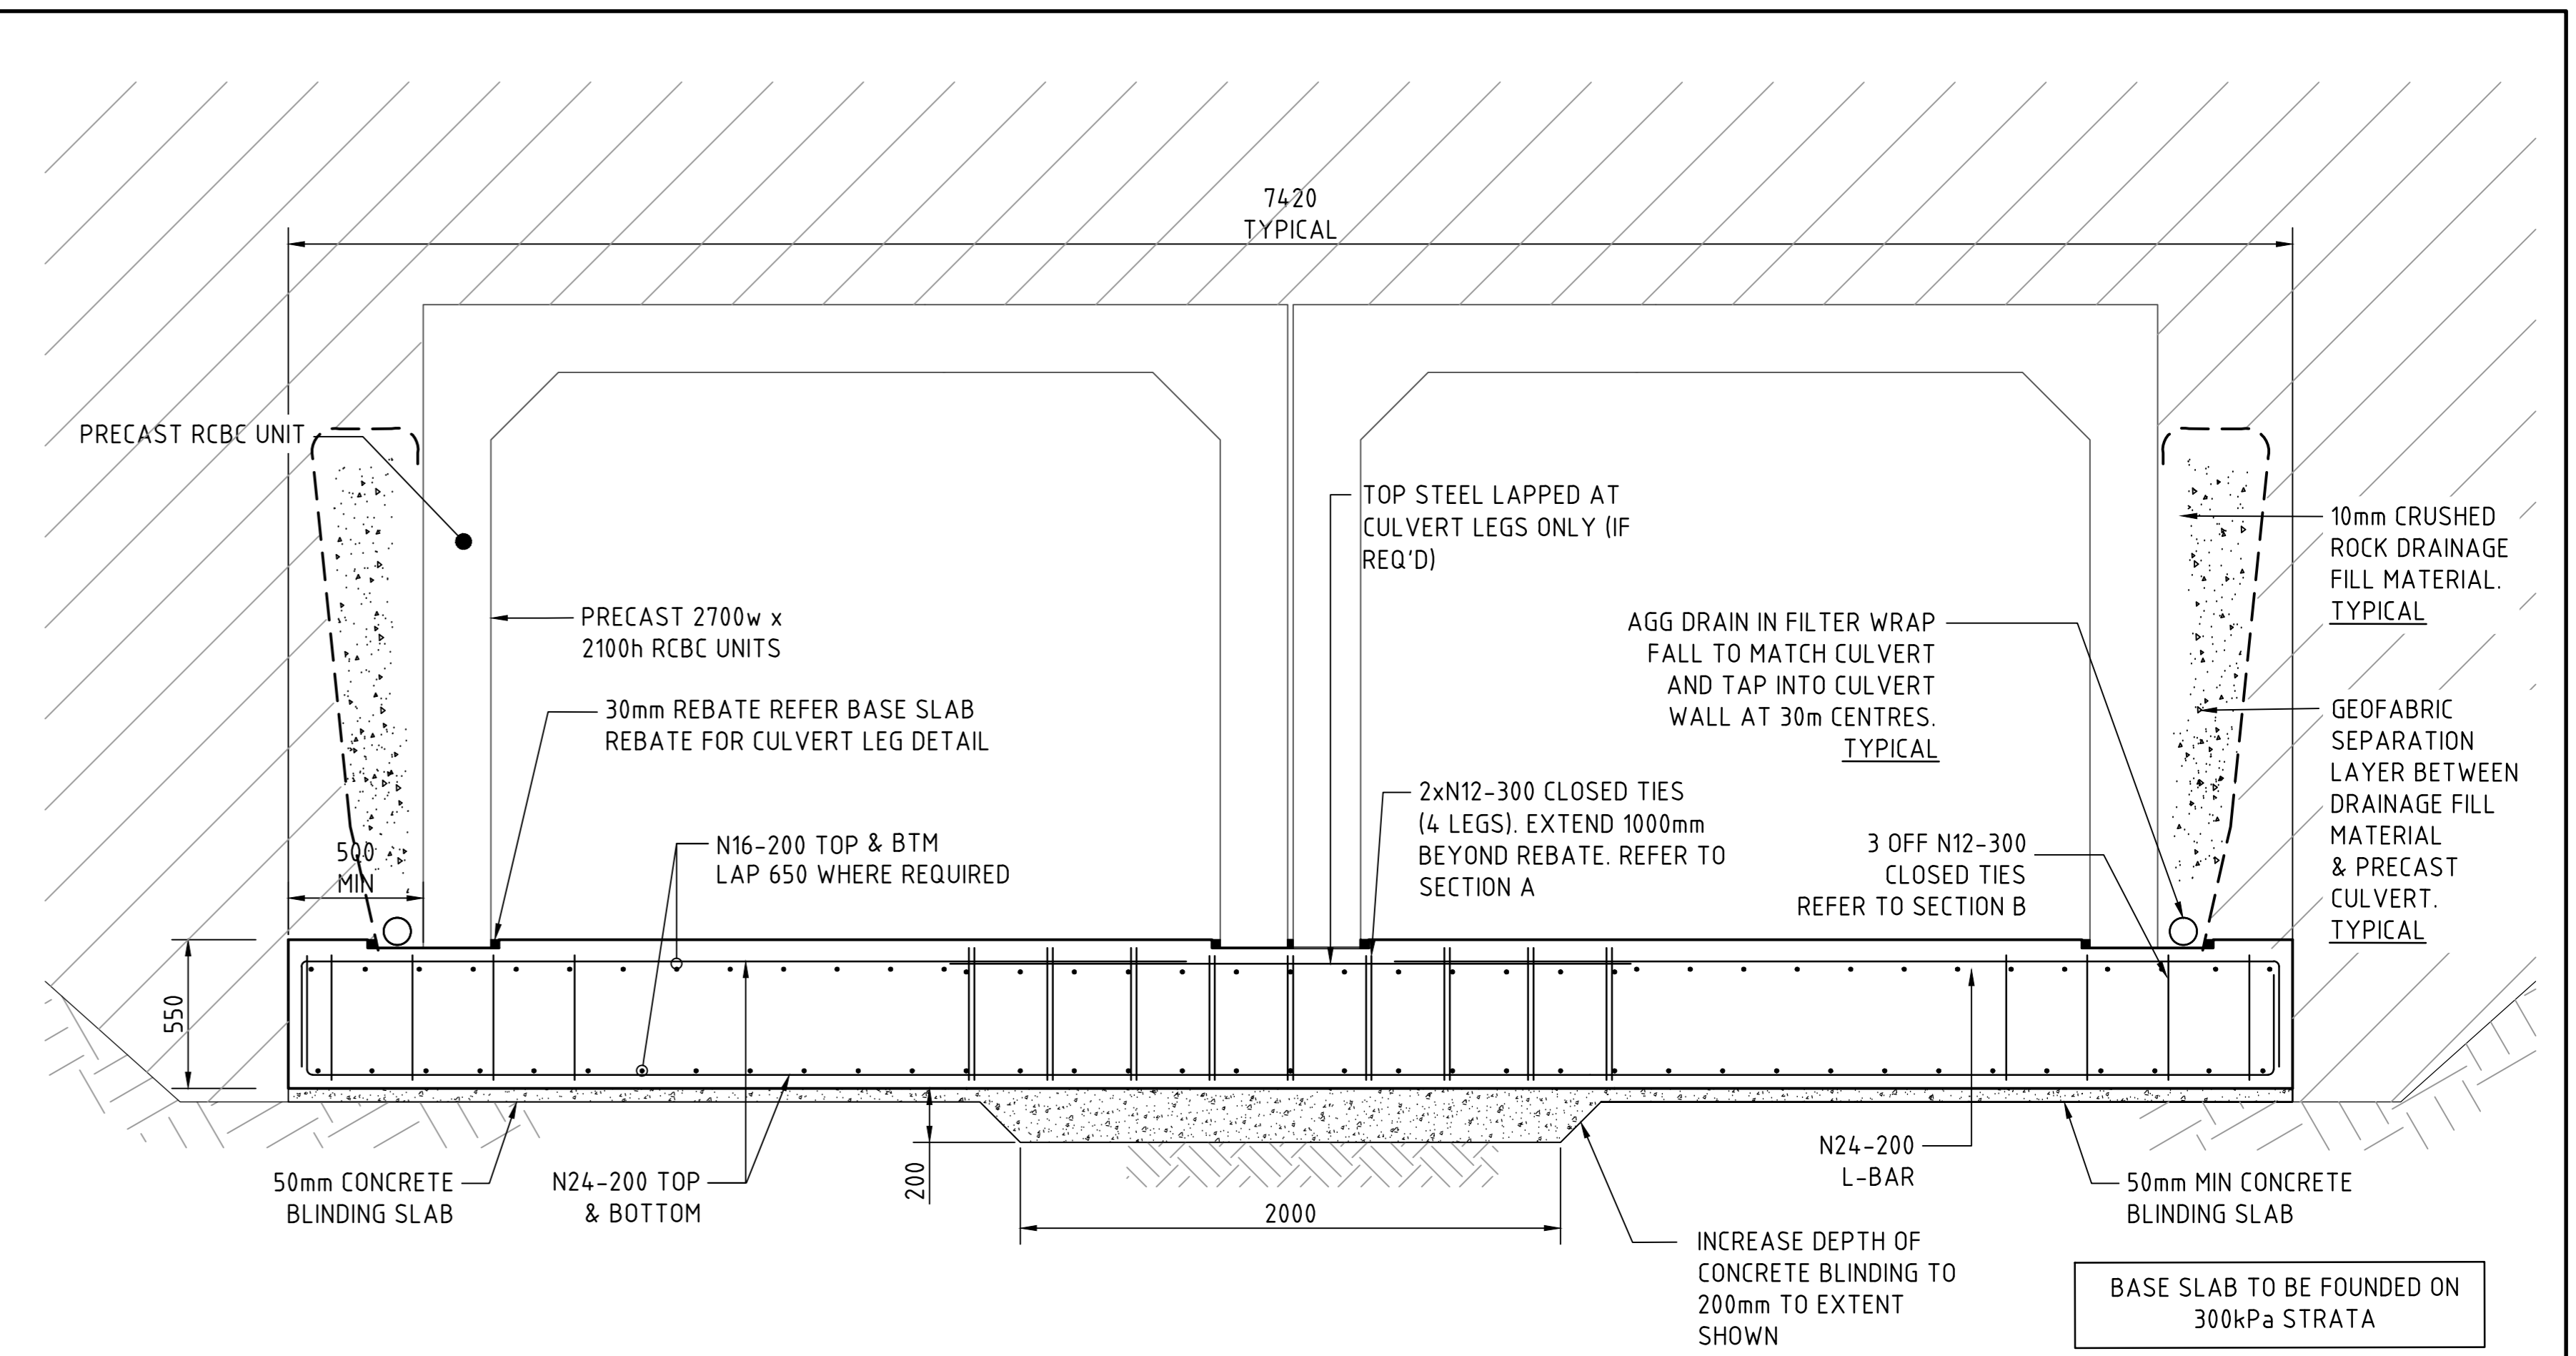 7420
TYPICAL
PRECAST RCBC UNIT
TOP STEEL LAPPED AT
CULVERT LEGS ONLY (IF
REQ'D)
10mm CRUSHED
ROCK DRAINAGE
FILL MATERIAL.
TYPICAL
PRECAST 2700w x
2100h RCBC UNITS
AGG DRAIN IN FILTER WRAP
FALL TO MATCH CULVERT
AND TAP INTO CULVERT
WALL AT 30m CENTRES.
TYPICAL
30mm REBATE REFER BASE SLAB
REBATE FOR CULVERT LEG DETAIL
GEOFABRIC
SEPARATION
LAYER BETWEEN
DRAINAGE FILL
MATERIAL
& PRECAST
CULVERT.
TYPICAL
2xN12-300 CLOSED TIES
(4 LEGS). EXTEND 1000mm
BEYOND REBATE. REFER TO
SECTION A
500
MIN
N16-200 TOP & BTM
LAP 650 WHERE REQUIRED
3 OFF N12-300
CLOSED TIES
REFER TO SECTION B
550
50mm CONCRETE
BLINDING SLAB
N24-200 TOP
& BOTTOM
200
2000
N24-200
L-BAR
50mm MIN CONCRETE
BLINDING SLAB
INCREASE DEPTH OF
CONCRETE BLINDING TO
200mm TO EXTENT
SHOWN
BASE SLAB TO BE FOUNDED ON
300kPa STRATA